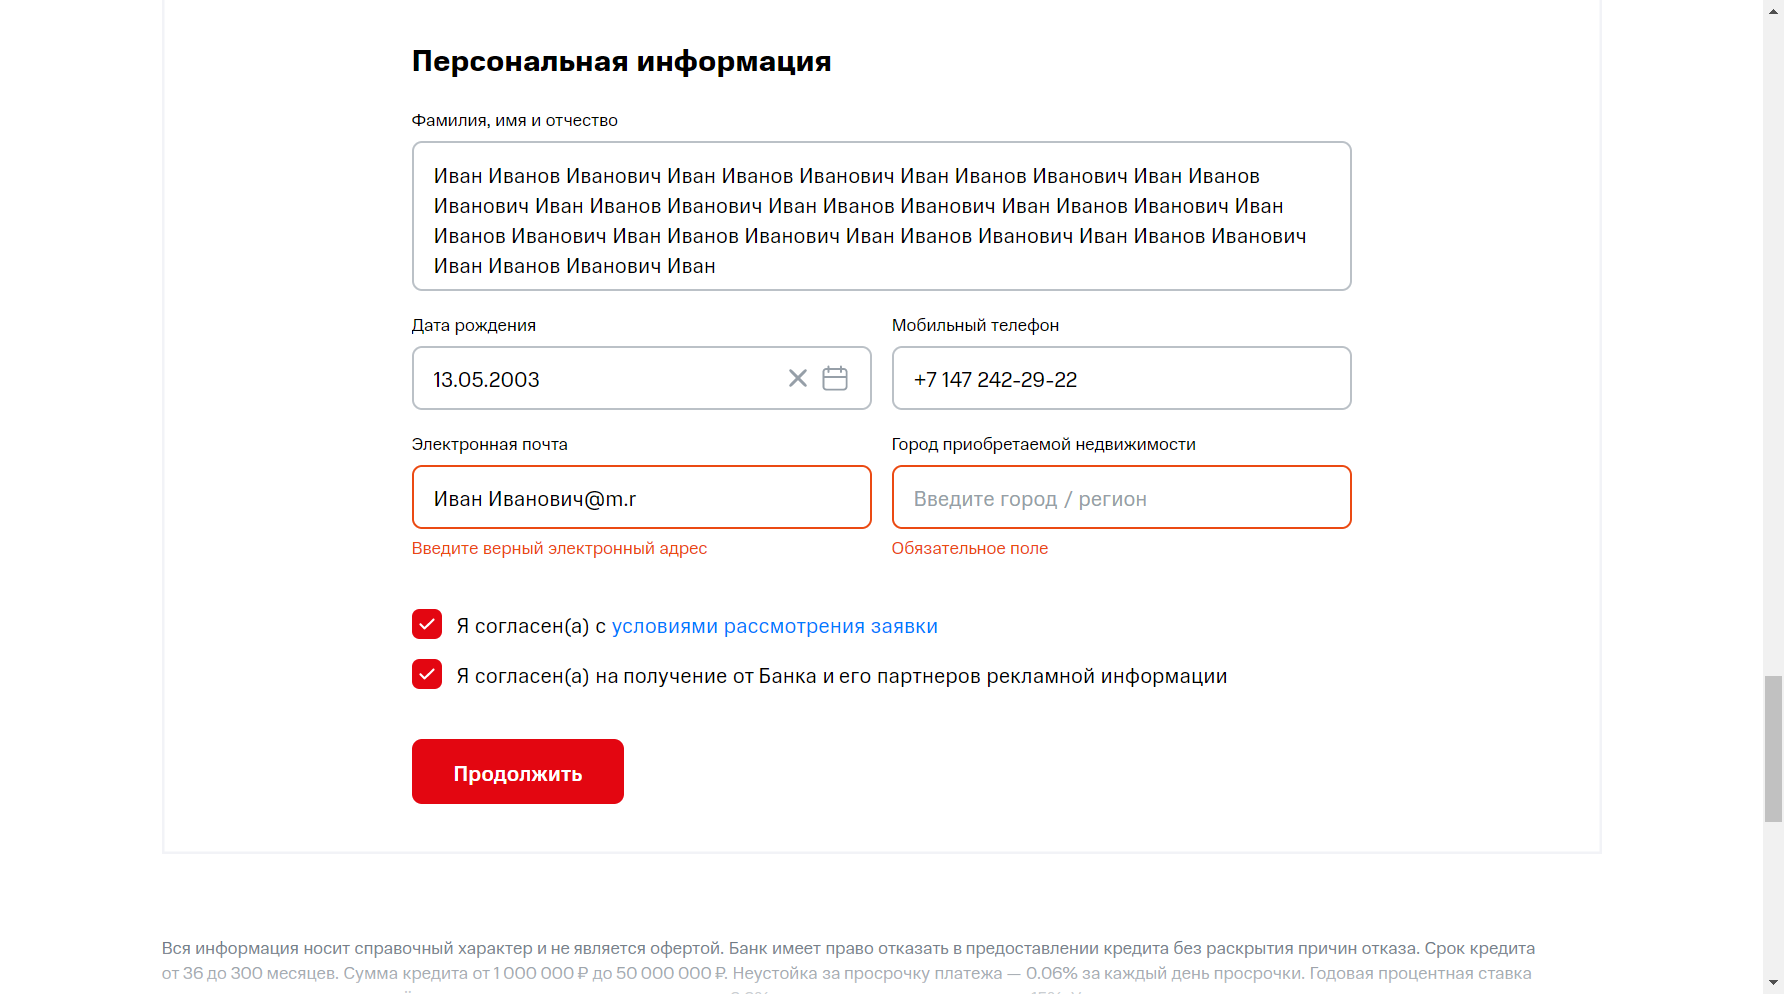 Персональная информация
Фамилия, имя и отчество
Иван Иванов Иванович Иван Иванов Иванович Иван Иванов Иванович Иван Иванов
Иванович Иван Иванов Иванович Иван Иванов Иванович Иван Иванов Иванович Иван
Иванов Иванович Иван Иванов Иванович Иван Иванов Иванович Иван Иванов Иванович
Иван Иванов Иванович Иван
Дата рождения
Мобильный телефон
13.05.2003
+7 147 242-29-22
Электронная почта
Город приобретаемой недвижимости
Иван Иванович@m.r
Введите город / регион
Введите верный электронный адрес
Обязательное поле
Я согласен(а) с условиями рассмотрения заявки
Я согласен(а) на получение от Банка и его партнеров рекламной информации
Продолжить
Вся информация носит справочный характер и не является офертой. Банк имеет право отказать в предоставлении кредита без раскрытия причин отказа. Срок кредита
от 36 до 300 месяцев. Сумма кредита от 1 000 000 ₽ до 50 000 000 ₽. Неустойка за просрочку платежа — 0.06% за каждый день просрочки. Годовая процентная ставка